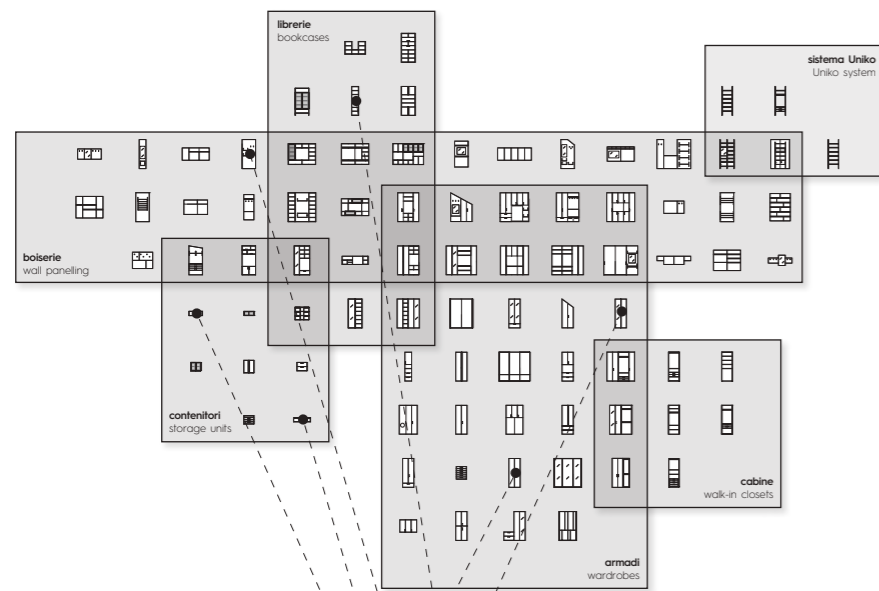 librerie
bookcases
sistema Uniko
Uniko system
boiserie
wall panelling
contenitori
storage units
cabine
walk-in closets
armadi
wardrobes